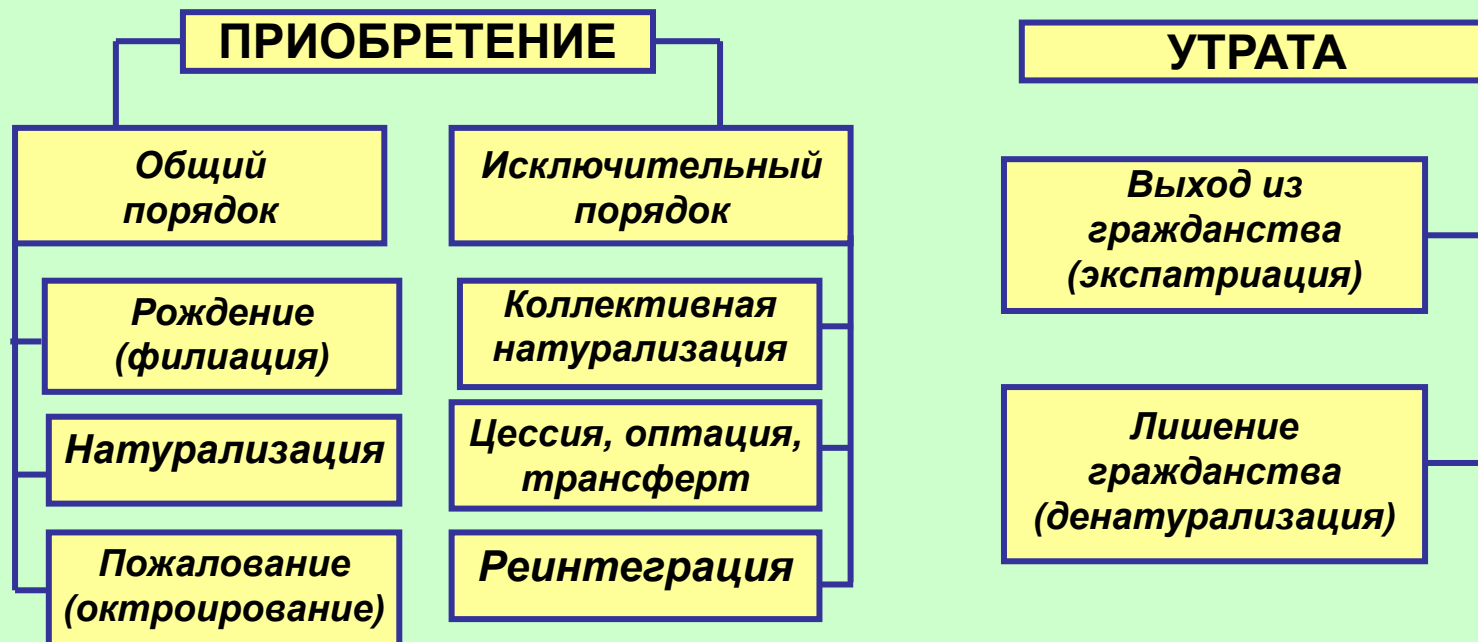 ПРИОБРЕТЕНИЕ
Общий
порядок
Рождение
(филиация)
Натурализация
Пожалование
(октроирование)
Исключительный
порядок
Коллективная
натурализация
Цессия, оптация,
трансферт
Реинтеграция
УТРАТА
Выход из
гражданства
(экспатриация)
Лишение
гражданства
(денатурализация)